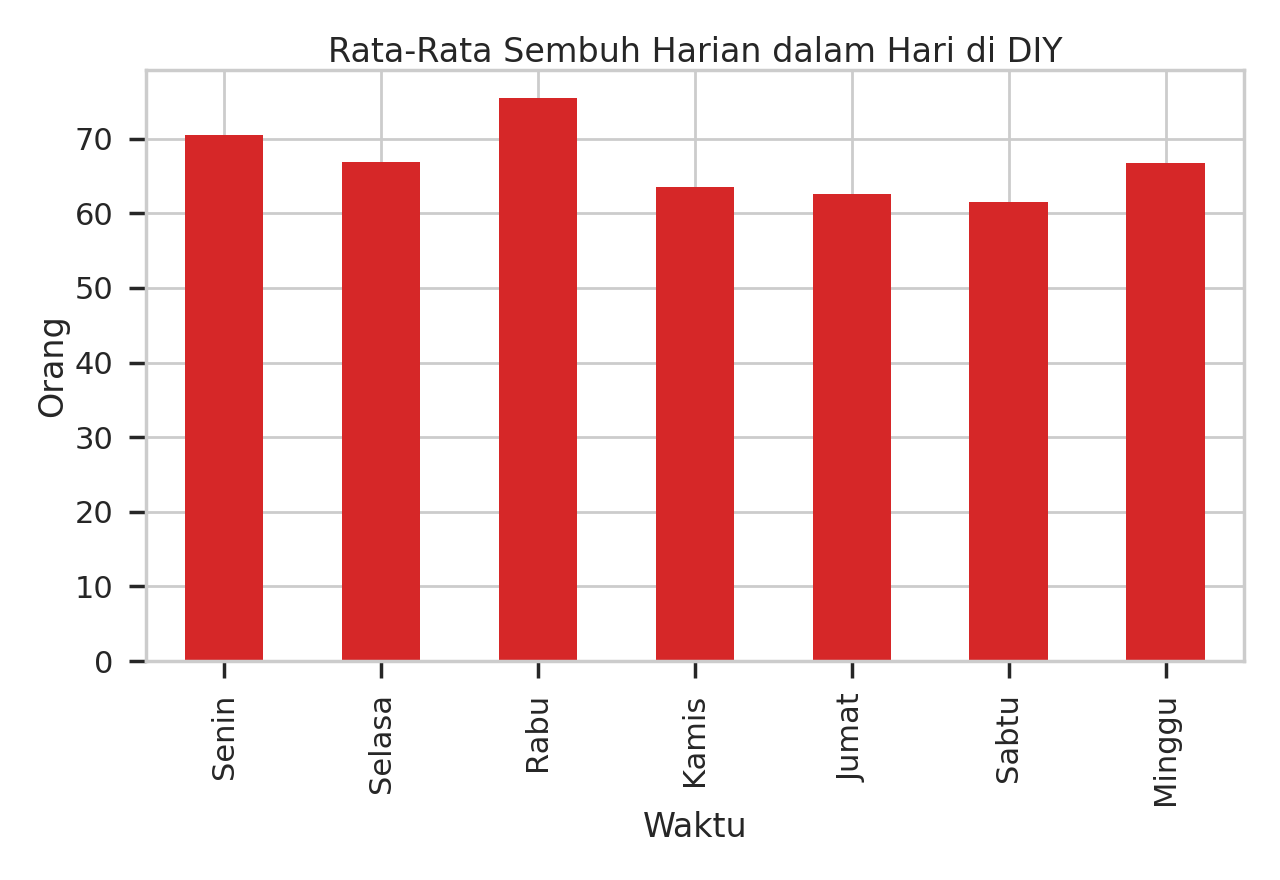 Rata-Rata Sembuh Harian dalam Hari di DIY
70
60
50
40
30
20
10
0
Orang
Senin
Selasa
Rabu
Kamis
Jumat
Sabtu
Minggu
Waktu